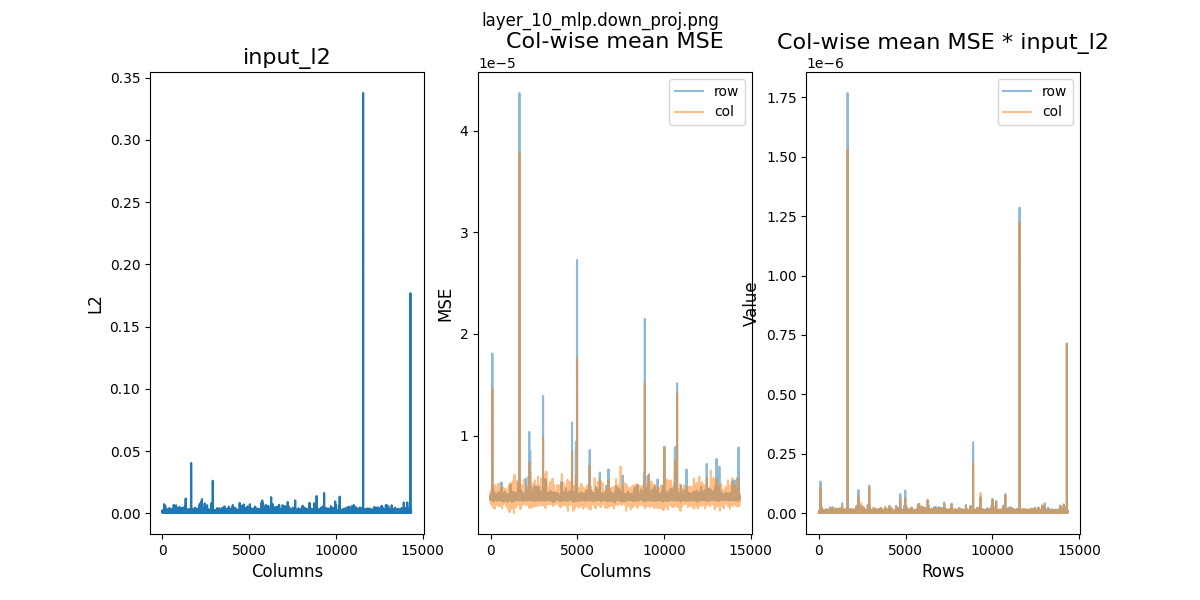 layer_10_mlp.down_proj.png
input_l2
L2
0.35
0.30
0.25
0.20
0.15
0.10
0.05
0.00
0
5000
10000
15000
Columns
Col-wise mean MSE
1e−5
MSE
4
3
2
1
row
col
0
5000
10000
15000
Columns
Col-wise mean MSE * input_l2
1e−6
Value
1.75
1.50
1.25
1.00
0.75
0.50
0.25
0.00
row
col
0
5000
10000
15000
Rows